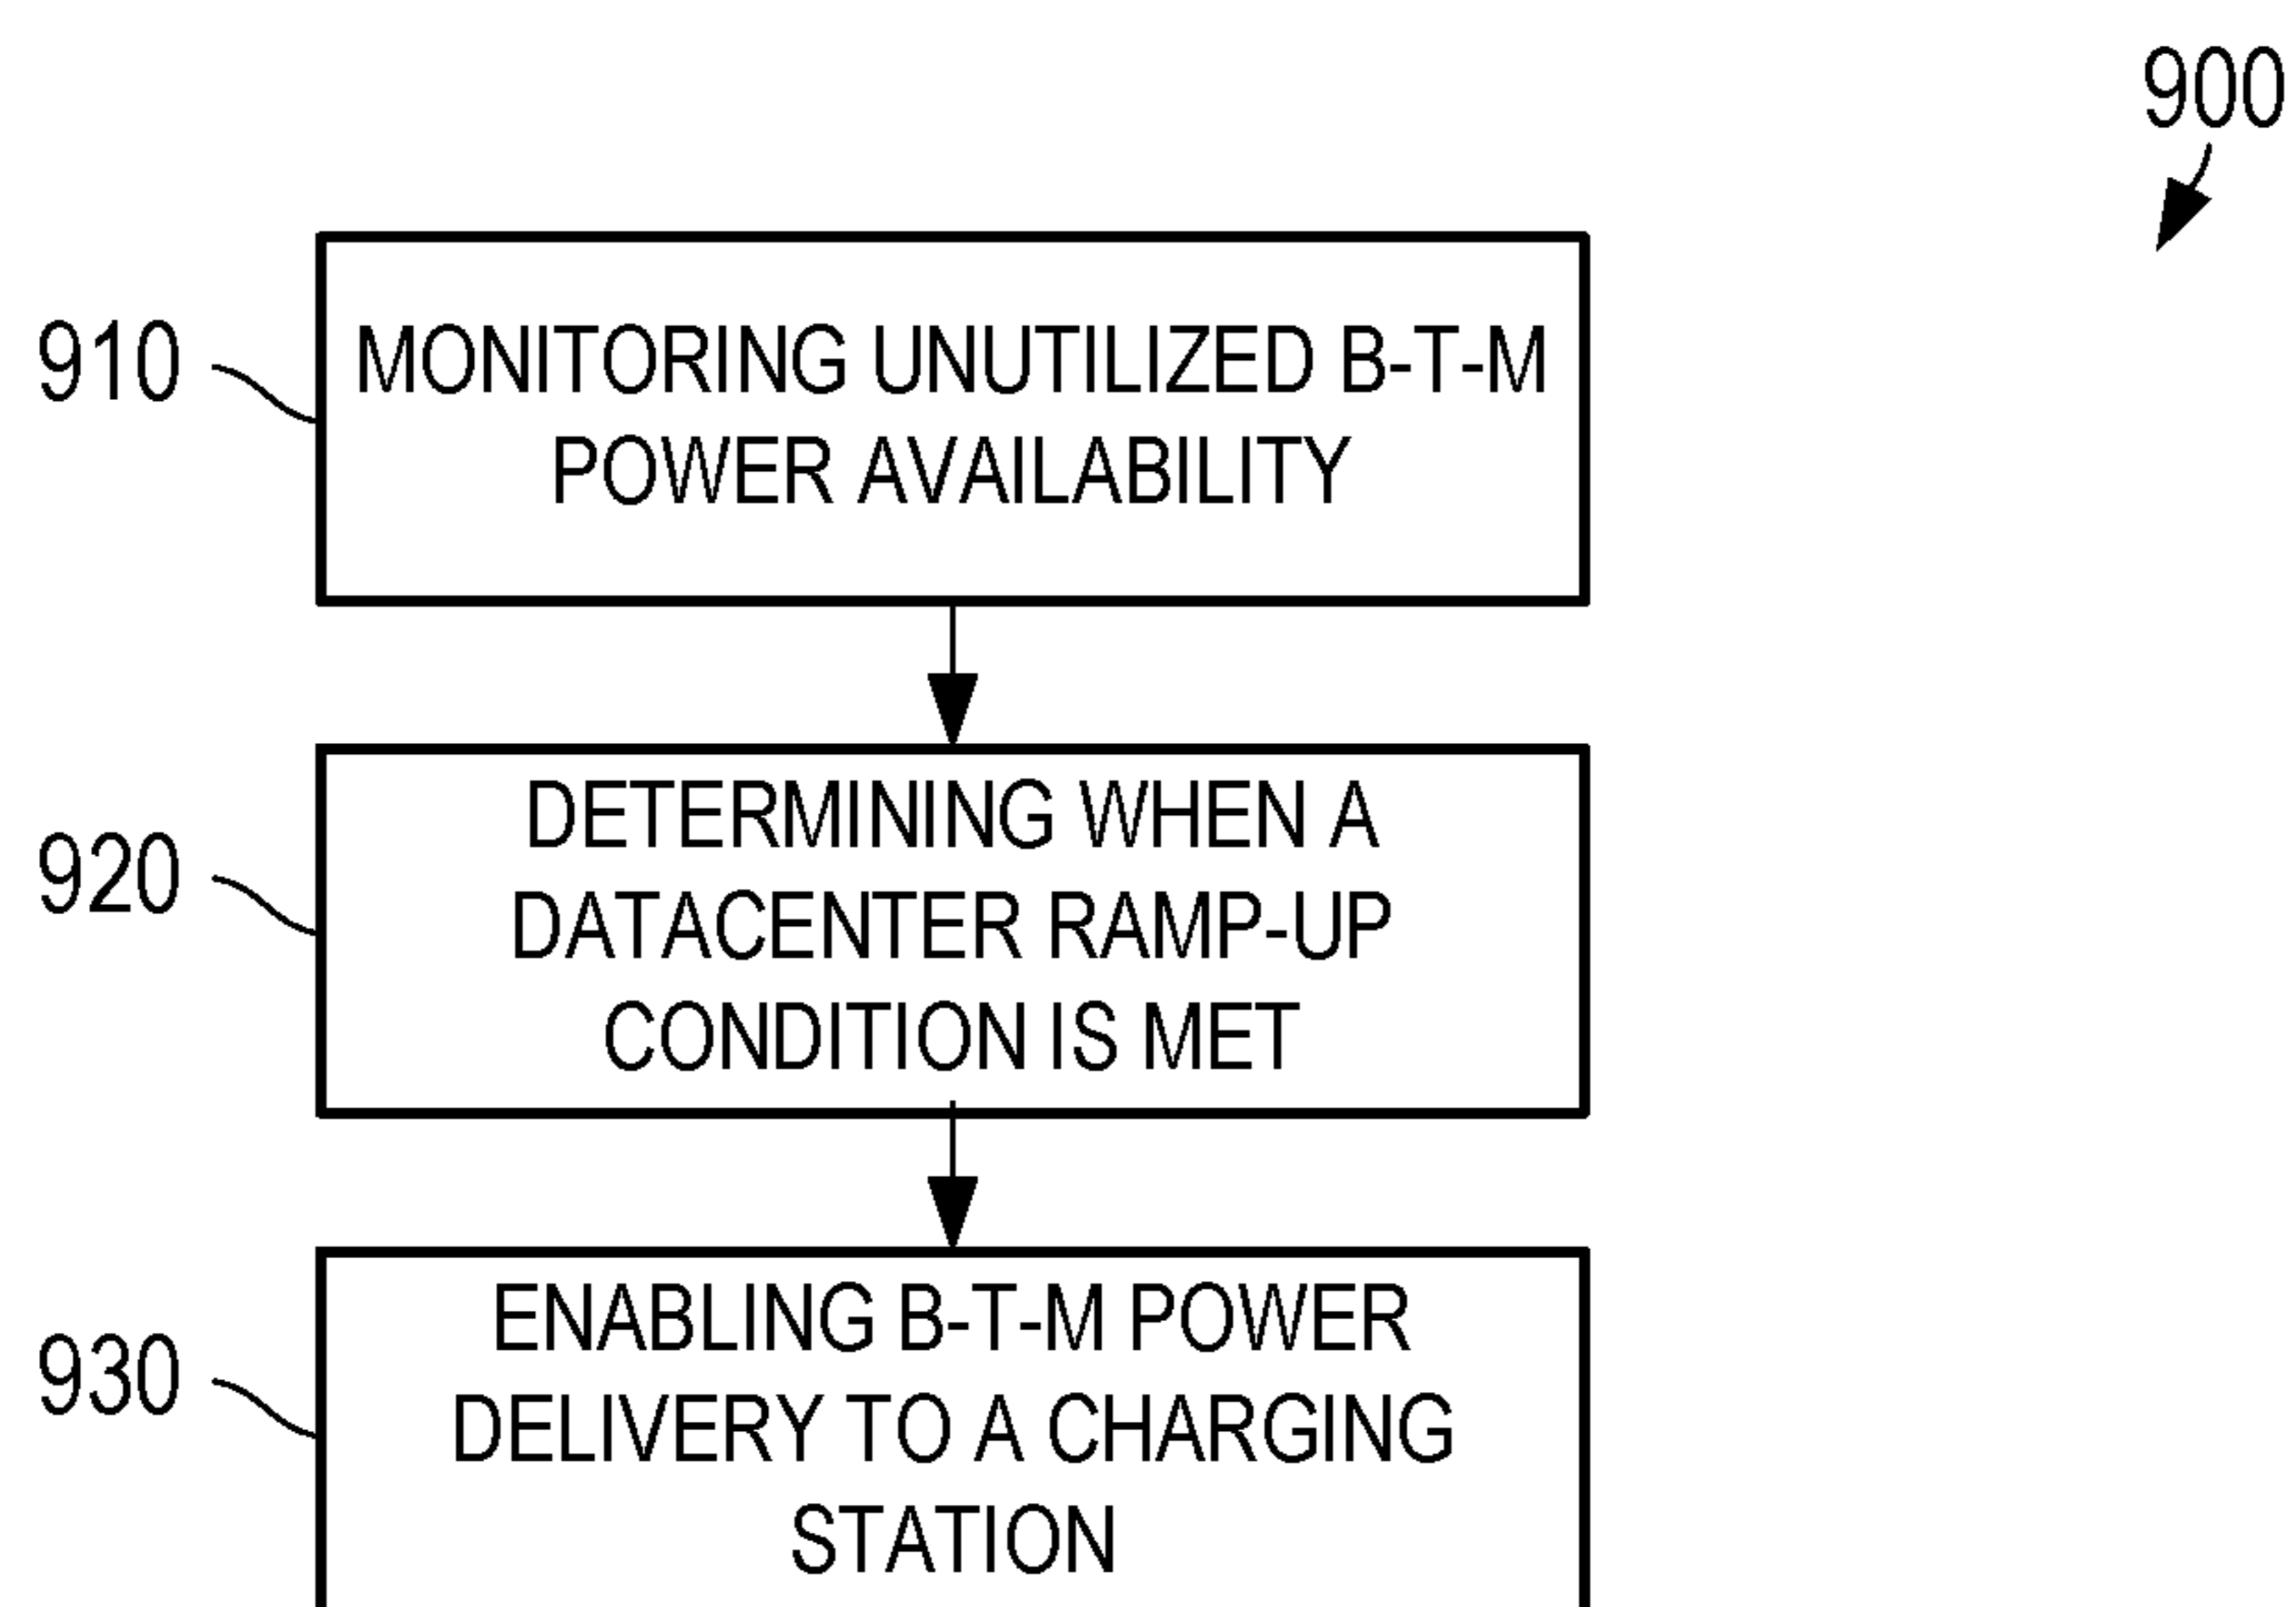 900
910
MONITORING UNUTILIZED B-T-M
POWER AVAILABILITY
920
DETERMINING WHEN A
DATACENTER RAMP-UP
CONDITION IS MET
930
ENABLING B-T-M POWER
DELIVERY TO A CHARGING
STATION